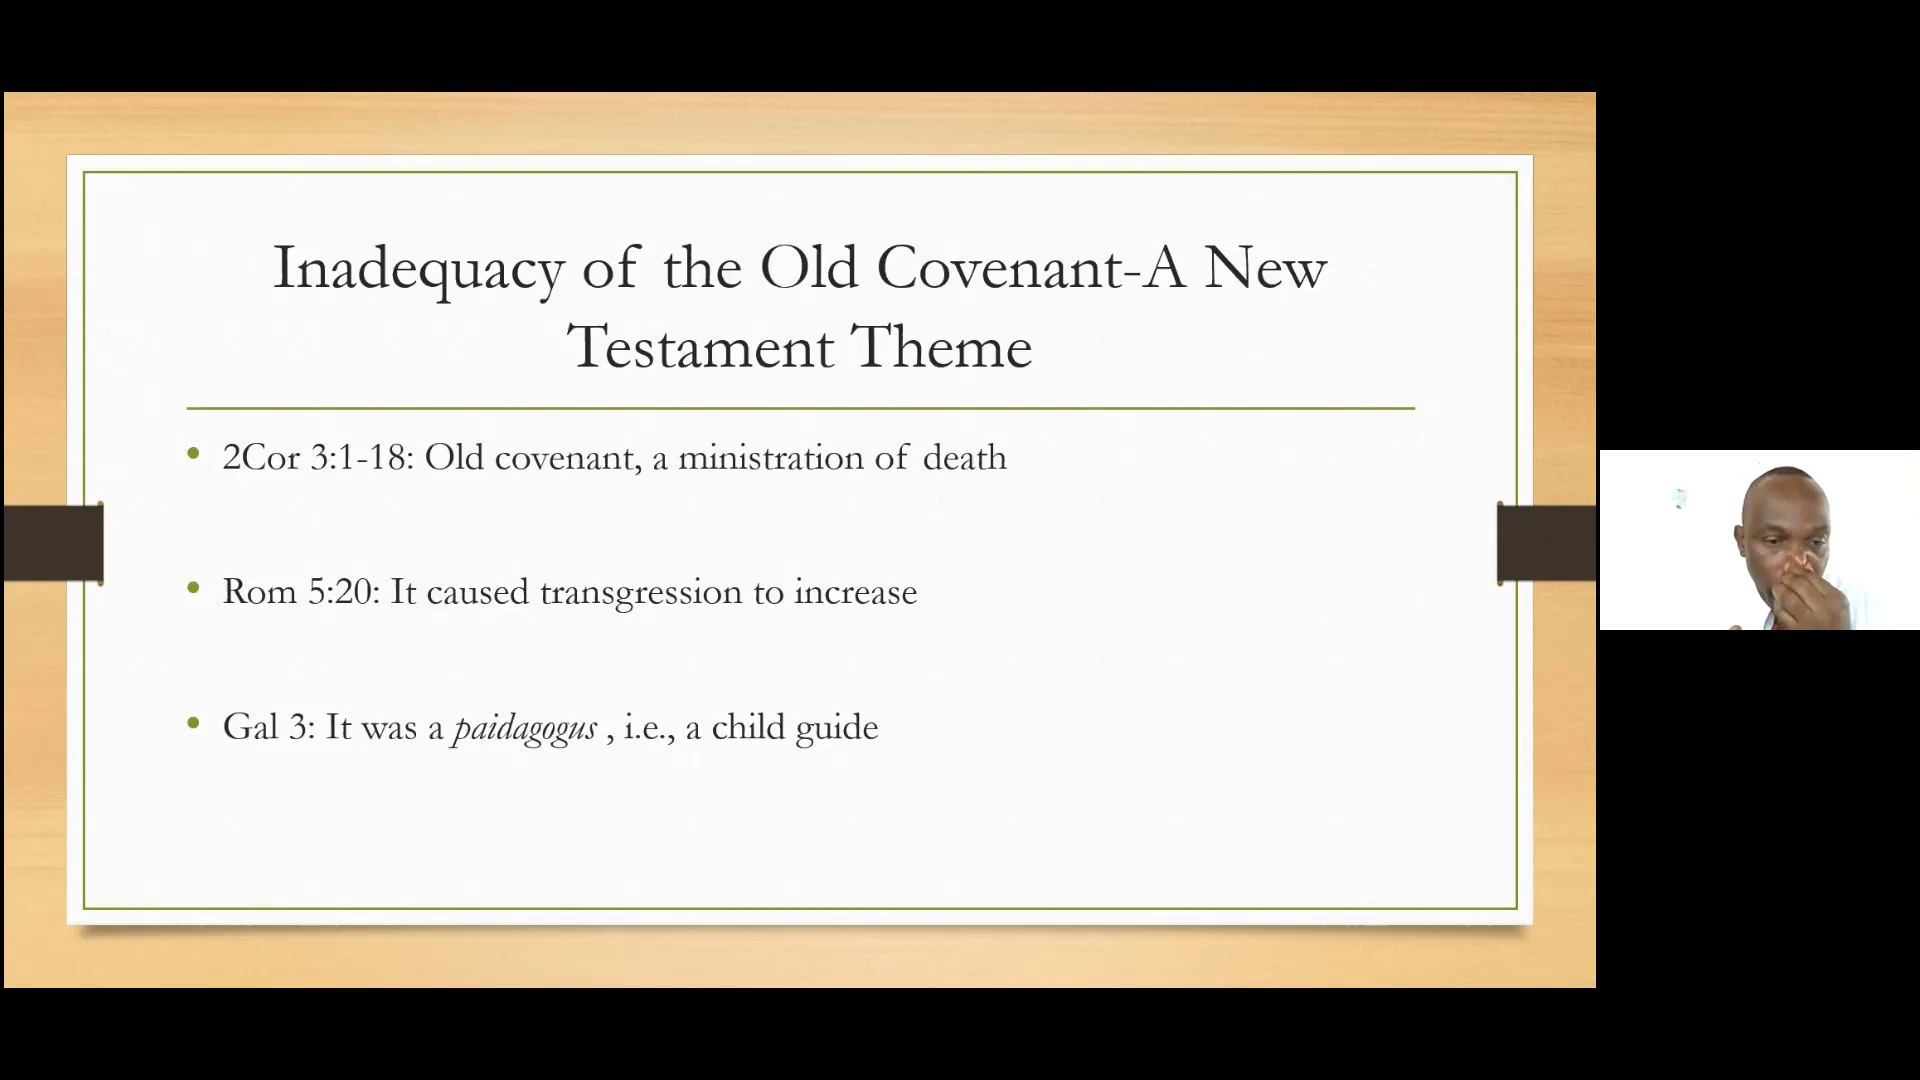 Inadequacy of the Old Covenant-A New
Testament Theme
• 2Cor 3:1-18: Old covenant, a ministration of death
• Rom 5:20: It caused transgression to increase
• Gal 3: It was a paidagogus , i.e., a child guide